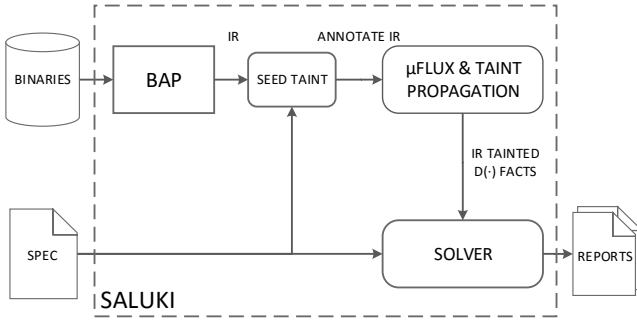 IR
ANNOTATE IR
BINARIES
BAP
SEED TAINT
μFLUX & TAINT
PROPAGATION
IR TAINTED
D(·) FACTS
SPEC
SOLVER
REPORTS
SALUKI